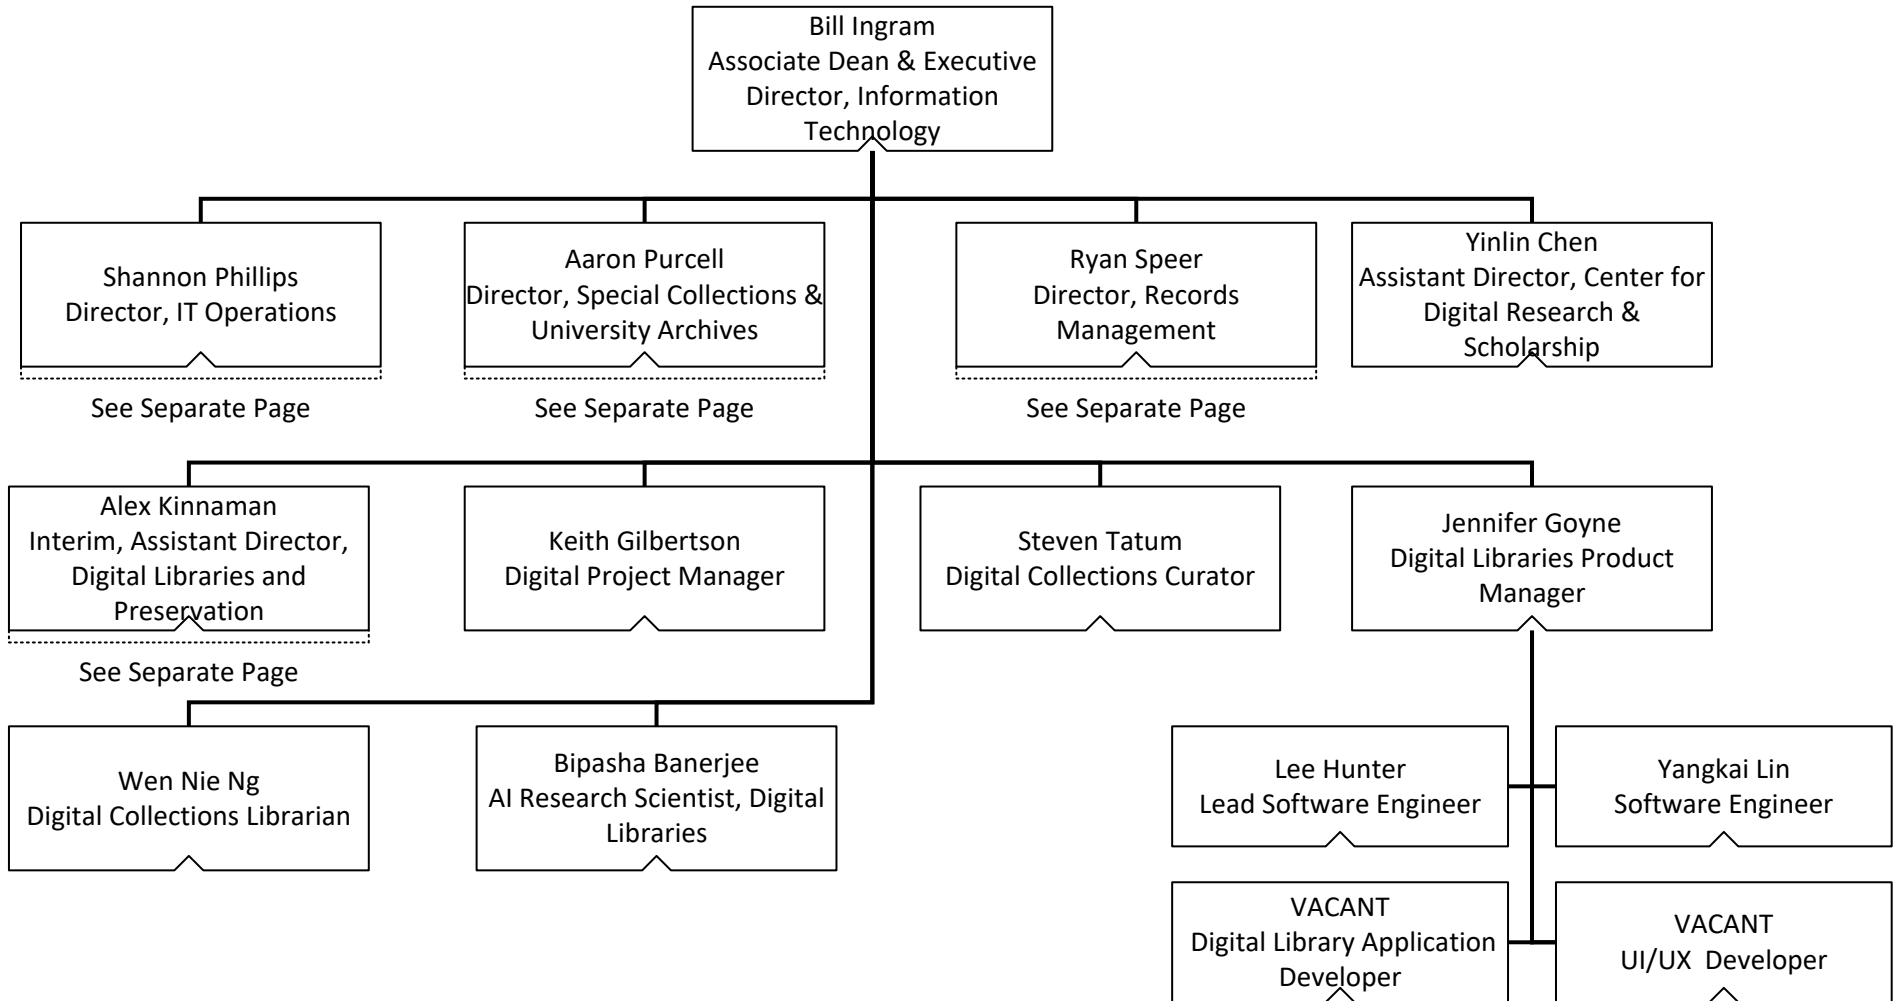 Bill Ingram
Associate Dean & Executive
Director, Information
Technology
Shannon Phillips
Director, IT Operations
See Separate Page
Aaron Purcell
Director, Special Collections &
University Archives
See Separate Page
Ryan Speer
Director, Records
Management
See Separate Page
Yinlin Chen
Assistant Director, Center for
Digital Research &
Scholarship
Alex Kinnaman
Interim, Assistant Director,
Digital Libraries and
Preservation
See Separate Page
Keith Gilbertson
Digital Project Manager
Steven Tatum
Digital Collections Curator
Jennifer Goyne
Digital Libraries Product
Manager
Wen Nie Ng
Digital Collections Librarian
Bipasha Banerjee
AI Research Scientist, Digital
Libraries
Lee Hunter
Lead Software Engineer
Yangkai Lin
Software Engineer
VACANT
Digital Library Application
Developer
VACANT
UI/UX  Developer